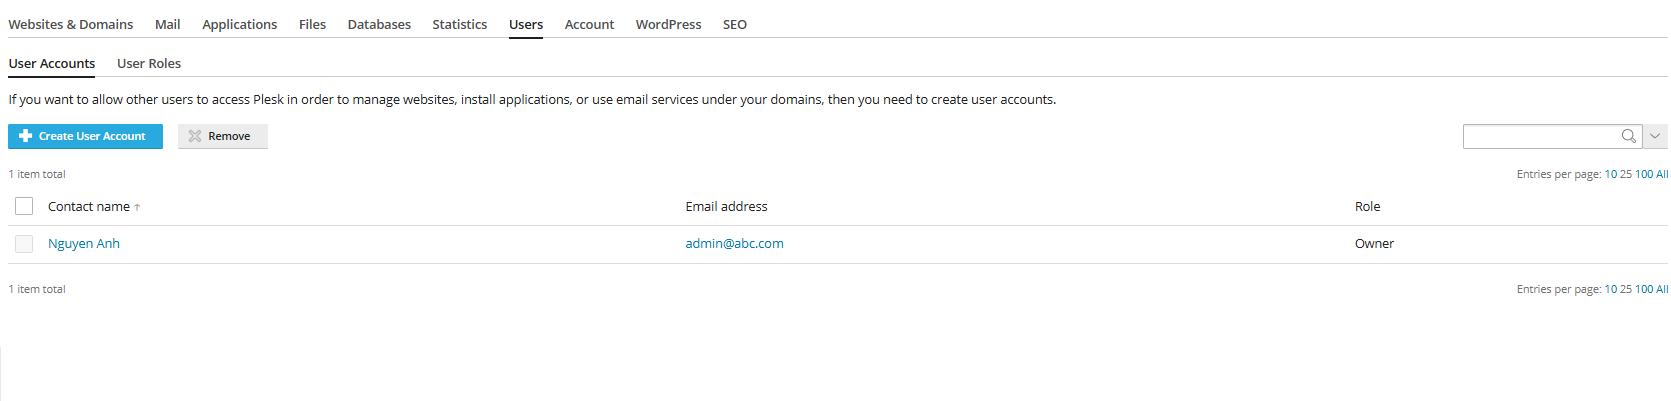 Websites & Domains Mail Applications Files Databases Statistics Users Account WordPress SEO
User Accounts User Roles
If you want to allow other users to access Plesk in order to manage websites, install applications, or use email services under your domains, then you need to create user accounts.
Create User Account Remove
1 item total Entries per page: 10 25 100 All
Contact name ↑ Email address Role
Nguyen Anh admin@abc.com Owner
1 item total Entries per page: 10 25 100 All